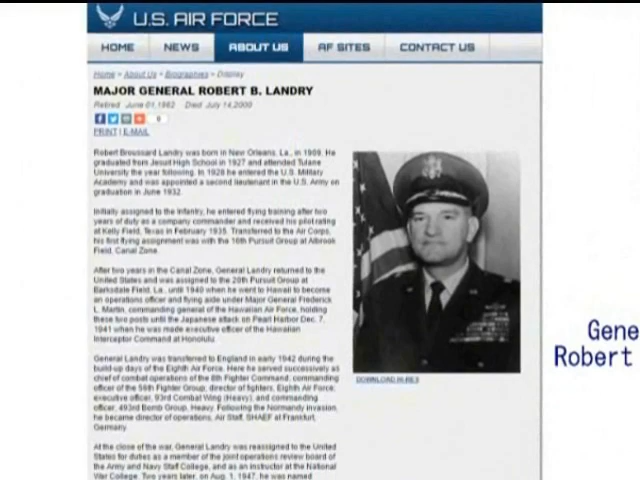 U.S. AIR FORCE
HOME NEWS ABOUT US AF SITES CONTACT US
Home > About Us > Biographies > Display
MAJOR GENERAL ROBERT B. LANDRY
Retired June 01,1962 Died July 14,2000
0
PRINT | E-MAIL
Robert Broussard Landry was born in New Orleans, La., in 1909. He
graduated from Jesuit High School in 1927 and attended Tulane
University the year following. In 1928 he entered the U.S. Military
Academy and was appointed a second lieutenant in the U.S. Army on
graduation in June 1932.
Initially assigned to the Infantry, he entered flying training after two
years of duty as a company commander and received his pilot rating
at Kelly Field, Texas in February 1935. Transferred to the Air Corps,
his first flying assignment was with the 16th Pursuit Group at Albrook
Field, Canal Zone.
After two years in the Canal Zone, General Landry returned to the
United States and was assigned to the 20th Pursuit Group at
Barksdale Field, La., until 1940 when he went to Hawaii to become
an operations officer and flying aide under Major General Frederick
L. Martin, commanding general of the Hawaiian Air Force, holding
these two posts until the Japanese attack on Pearl Harbor Dec. 7,
1941 when he was made executive officer of the Hawaiian
Interceptor Command at Honolulu.
General Landry was transferred to England in early 1942 during the
build-up days of the Eighth Air Force. Here he served successively as
chief of combat operations of the 8th Fighter Command; commanding
officer of the 56th Fighter Group; director of fighters, Eighth Air Force;
executive officer, 93rd Combat Wing (Heavy), and commanding
officer, 493rd Bomb Group, Heavy. Following the Normandy invasion,
he became director of operations, Air Staff, SHAEF at Frankfurt,
Germany.
At the close of the war, General Landry was reassigned to the United
States for duties as a member of the joint operations review board of
the Army and Navy Staff College, and as an instructor at the National
War College. Two years later, on Aug. 1, 1947, he was named
DOWNLOAD HI-RES
Gene
Robert